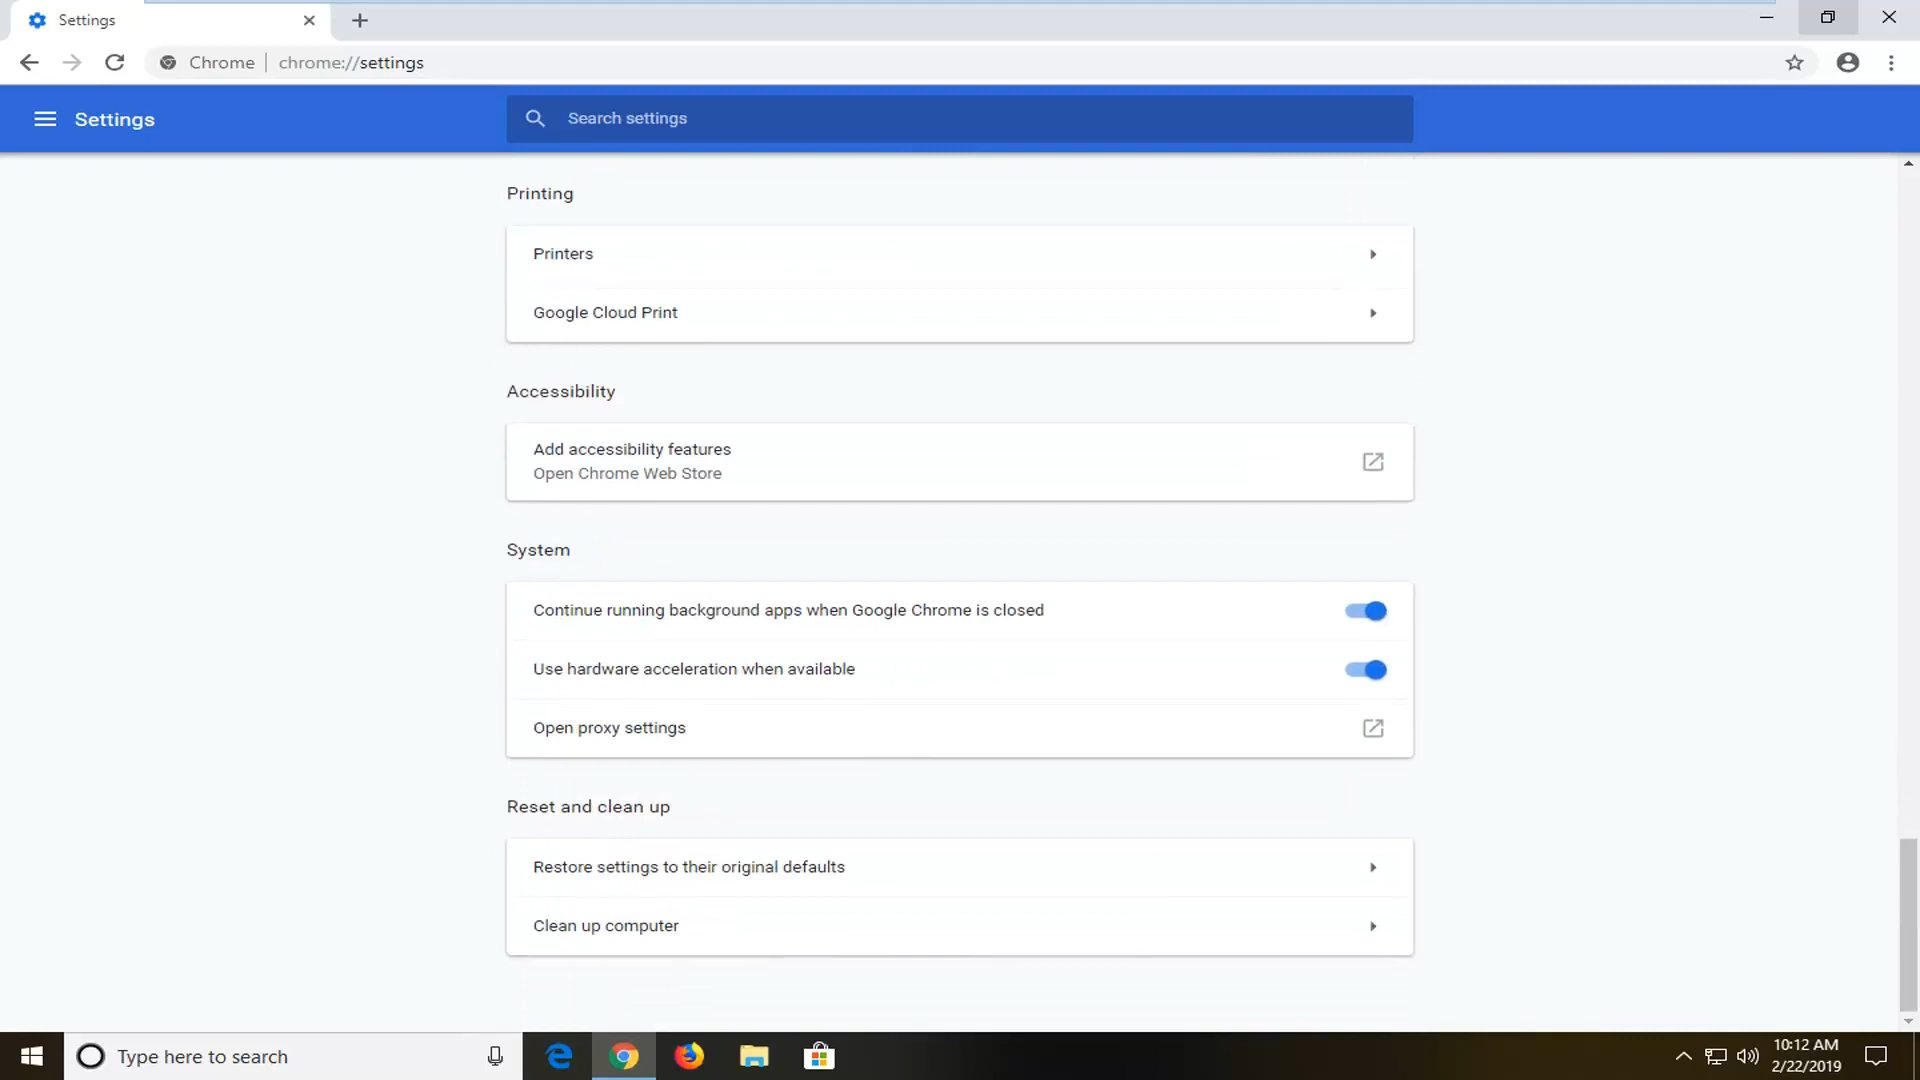 Settings
Chrome chrome://settings
Settings
Search settings
Printing
Printers
Google Cloud Print
Accessibility
Add accessibility features
Open Chrome Web Store
System
Continue running background apps when Google Chrome is closed
Use hardware acceleration when available
Open proxy settings
Reset and clean up
Restore settings to their original defaults
Clean up computer
Type here to search
10:12 AM
2/22/2019